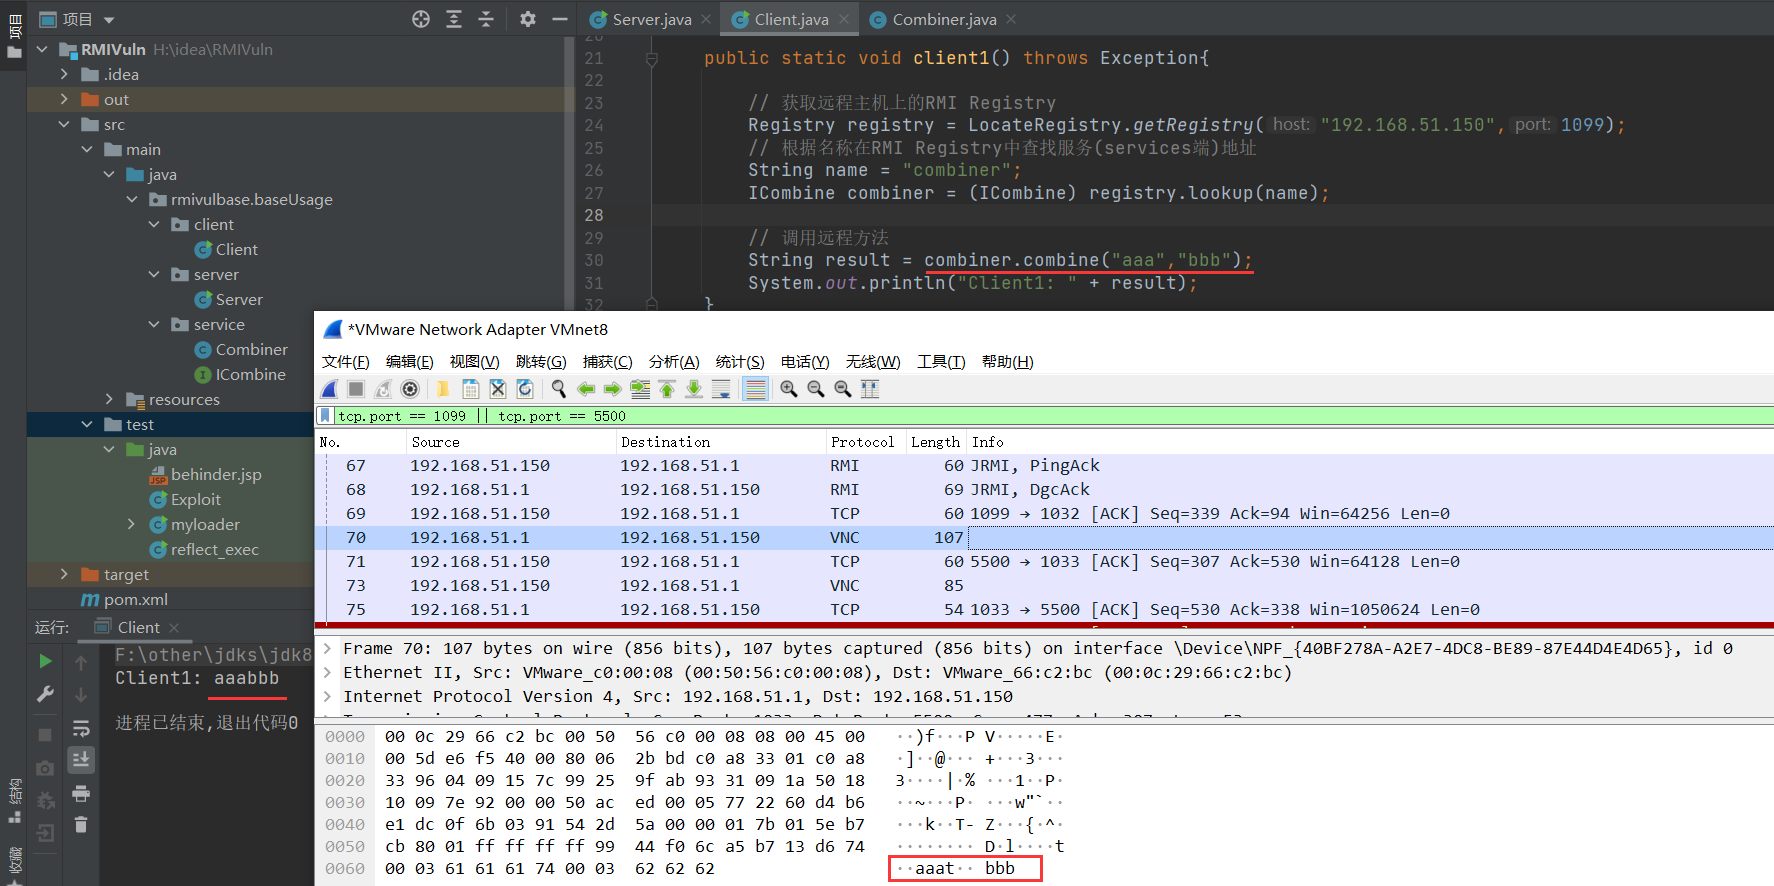 项目
项目
RMIVuln H:\idea\RMIVuln
.idea
out
src
main
java
rmivulbase.baseUsage
client
Client
server
Server
service
Combiner
ICombine
resources
test
java
behinder.jsp
Exploit
myloader
reflect_exec
target
pom.xml
Server.java
Client.java
Combiner.java
20
21 public static void client1() throws Exception{
22
23 // 获取远程主机上的RMI Registry
24 Registry registry = LocateRegistry.getRegistry( host: "192.168.51.150", port: 1099);
25 // 根据名称在RMI Registry中查找服务(services端)地址
26 String name = "combiner";
27 ICombine combiner = (ICombine) registry.lookup(name);
28
29 // 调用远程方法
30 String result = combiner.combine("aaa","bbb");
31 System.out.println("Client1: " + result);
32 }
*VMware Network Adapter VMnet8
文件(F) 编辑(E) 视图(V) 跳转(G) 捕获(C) 分析(A) 统计(S) 电话(Y) 无线(W) 工具(T) 帮助(H)
tcp.port == 1099 || tcp.port == 5500
No. Source Destination Protocol Length Info
67 192.168.51.150 192.168.51.1 RMI 60 JRMI, PingAck
68 192.168.51.1 192.168.51.150 RMI 69 JRMI, DgcAck
69 192.168.51.150 192.168.51.1 TCP 60 1099 → 1032 [ACK] Seq=339 Ack=94 Win=64256 Len=0
70 192.168.51.1 192.168.51.150 VNC 107
71 192.168.51.150 192.168.51.1 TCP 60 5500 → 1033 [ACK] Seq=307 Ack=530 Win=64128 Len=0
73 192.168.51.150 192.168.51.1 VNC 85
75 192.168.51.1 192.168.51.150 TCP 54 1033 → 5500 [ACK] Seq=530 Ack=338 Win=1050624 Len=0
Frame 70: 107 bytes on wire (856 bits), 107 bytes captured (856 bits) on interface \Device\NPF_{40BF278A-A2E7-4DC8-BE89-87E44D4E4D65}, id 0
Ethernet II, Src: VMware_c0:00:08 (00:50:56:c0:00:08), Dst: VMware_66:c2:bc (00:0c:29:66:c2:bc)
Internet Protocol Version 4, Src: 192.168.51.1, Dst: 192.168.51.150
0000 00 0c 29 66 c2 bc 00 50 56 c0 00 08 08 00 45 00 ··)f···P V·····E·
0010 00 5d e6 f5 40 00 80 06 2b bd c0 a8 33 01 c0 a8 ·]··@··· +···3···
0020 33 96 04 09 15 7c 99 25 9f ab 93 31 09 1a 50 18 3····|·% ···1··P·
0030 10 09 7e 92 00 00 50 ac ed 00 05 77 22 60 d4 b6 ··~···P· ···w"`··
0040 e1 dc 0f 6b 03 91 54 2d 5a 00 00 01 7b 01 5e b7 ···k··T- Z···{·^·
0050 cb 80 01 ff ff ff ff 99 44 f0 6c a5 b7 13 d6 74 ········ D·l····t
0060 00 03 61 61 61 74 00 03 62 62 62 ··aaat·· bbb
运行: Client
F:\other\jdks\jdk8
Client1: aaabbb
进程已结束,退出代码0
结构
收藏